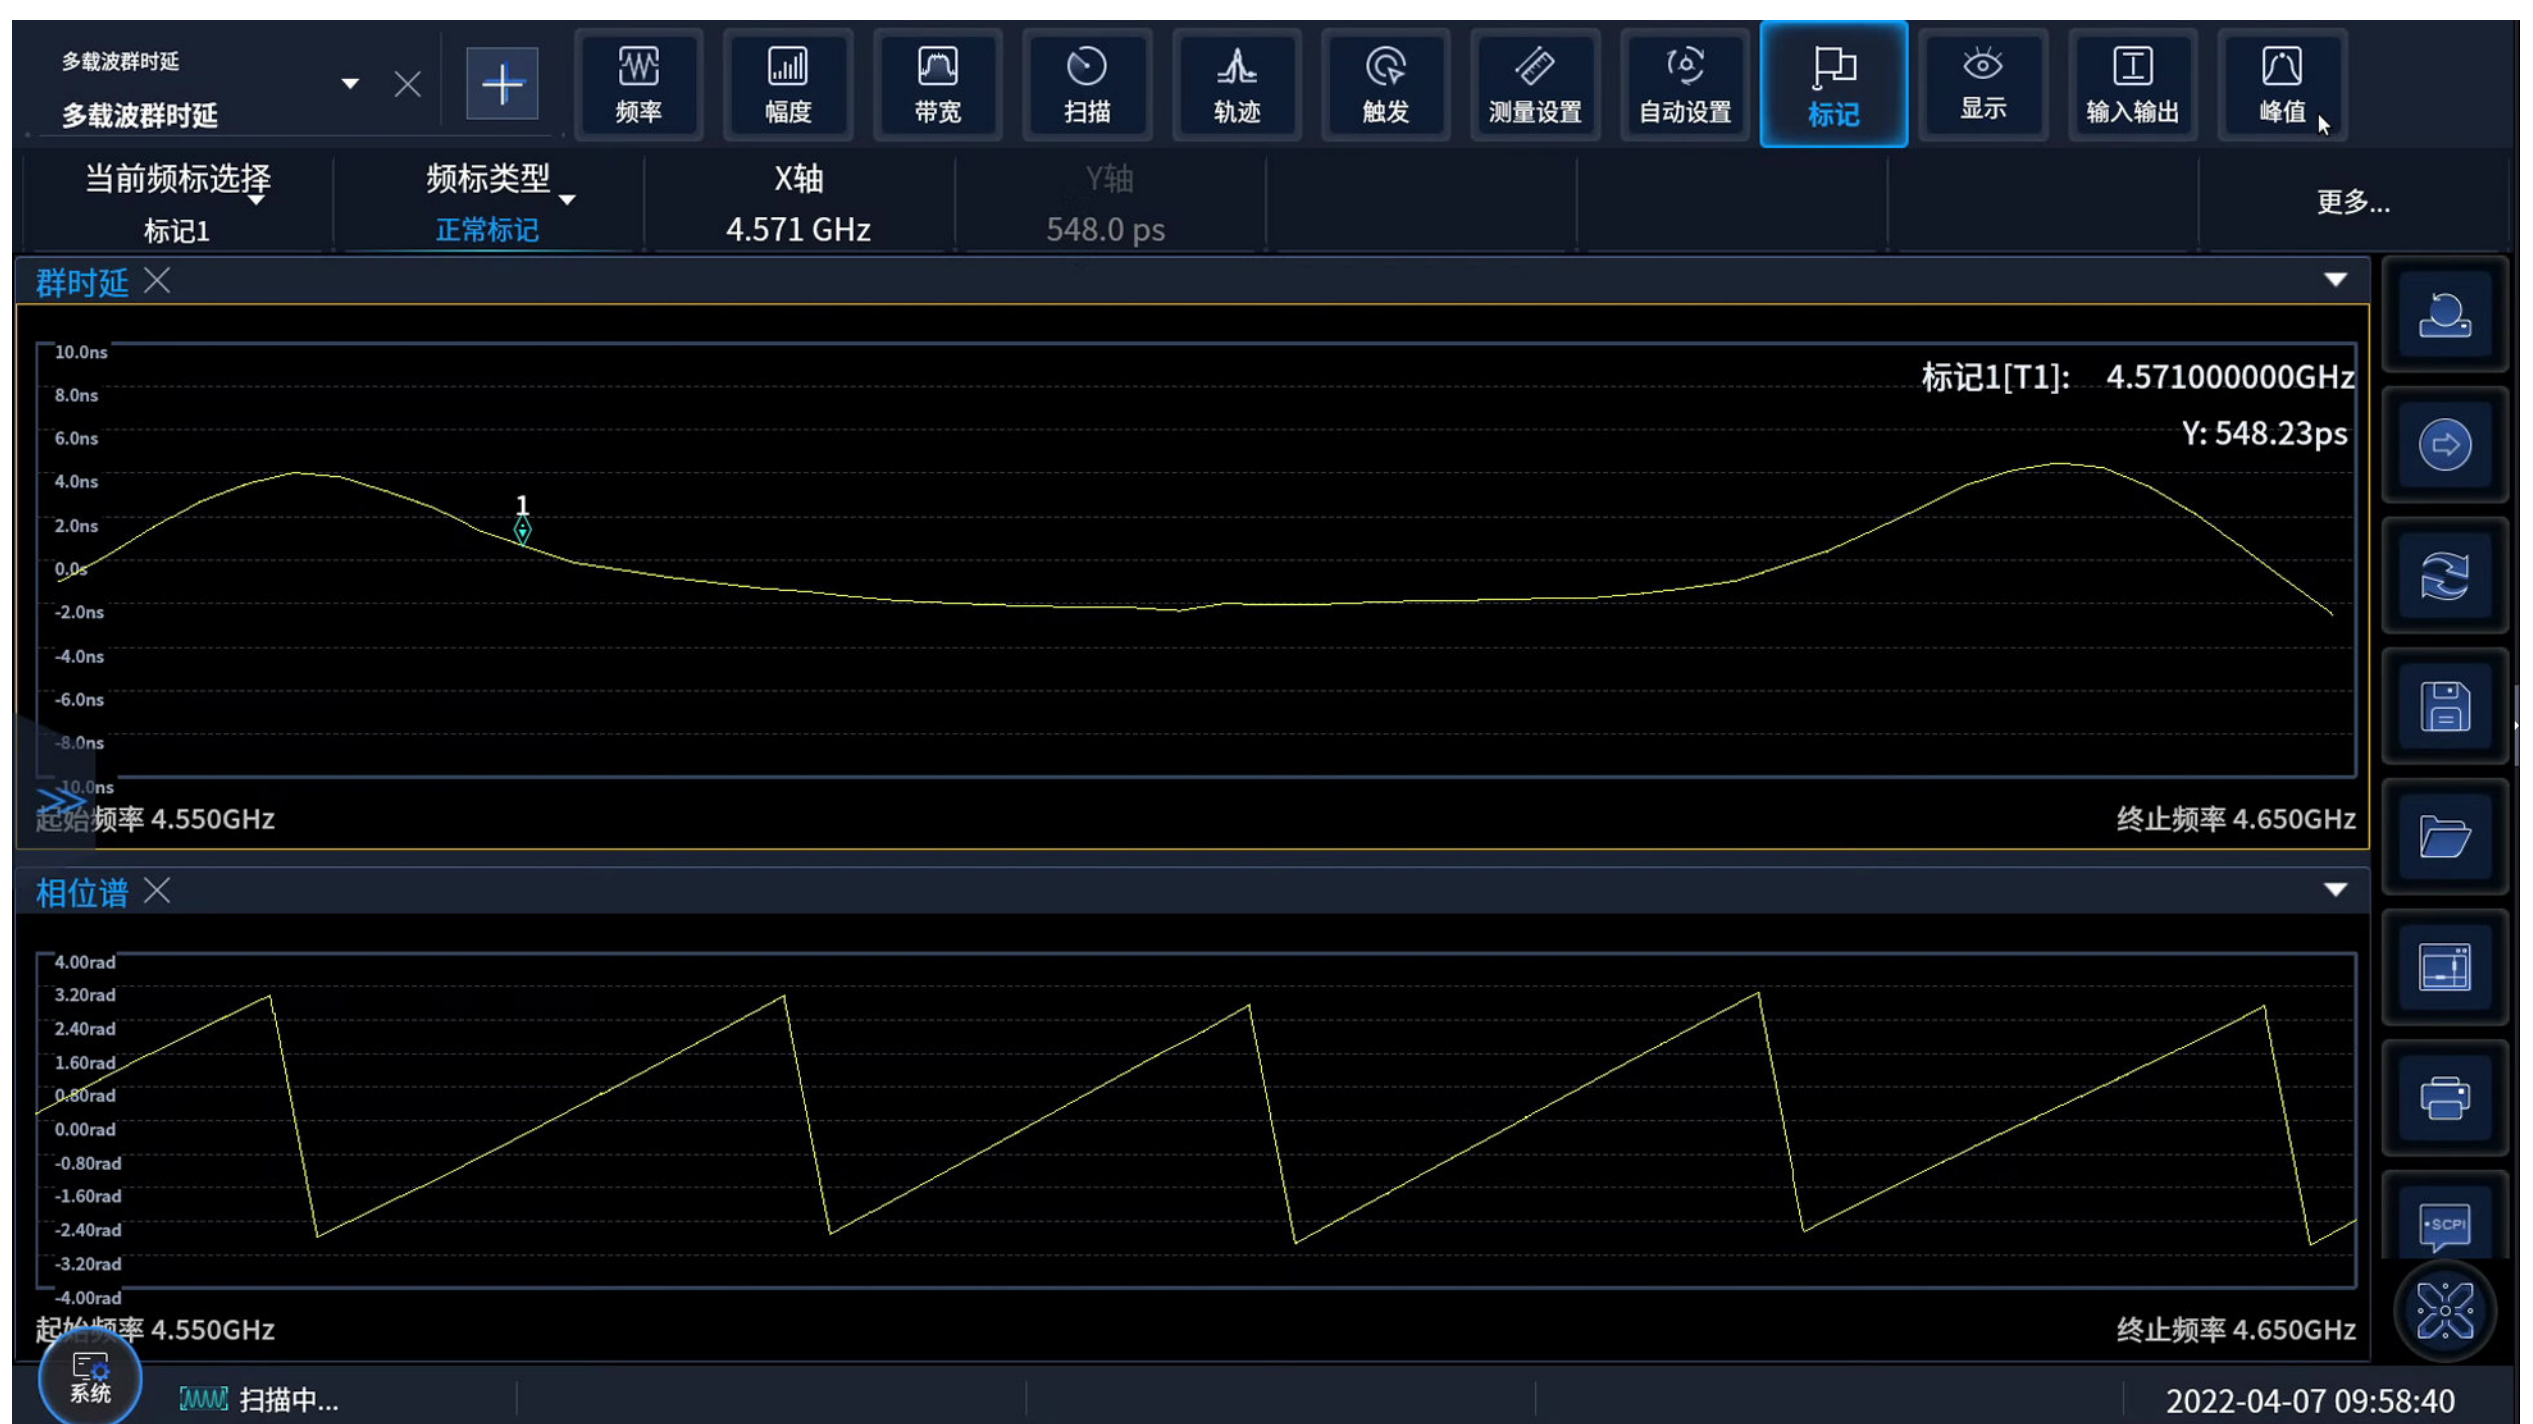 多载波群时延
多载波群时延
频率
幅度
带宽
扫描
轨迹
触发
测量设置
自动设置
标记
显示
输入输出
峰值
当前频标选择
标记1
频标类型
正常标记
X轴
4.571 GHz
Y轴
548.0 ps
更多...
群时延
10.0ns
8.0ns
6.0ns
4.0ns
2.0ns
0.0s
-2.0ns
-4.0ns
-6.0ns
-8.0ns
-10.0ns
1
标记1[T1]: 4.571000000GHz
Y: 548.23ps
起始频率 4.550GHz
终止频率 4.650GHz
相位谱
4.00rad
3.20rad
2.40rad
1.60rad
0.80rad
0.00rad
-0.80rad
-1.60rad
-2.40rad
-3.20rad
-4.00rad
起始频率 4.550GHz
终止频率 4.650GHz
SCPI
系统
扫描中...
2022-04-07 09:58:40